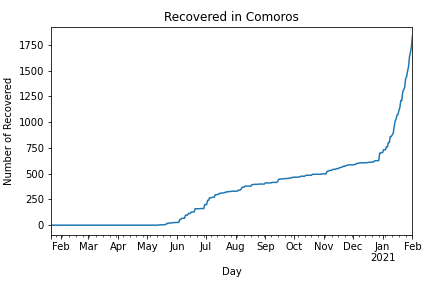 Recovered in Comoros
Number of Recovered
1750
1500
1250
1000
750
500
250
0
Feb Mar Apr May Jun Jul Aug Sep Oct Nov Dec Jan Feb
2021
Day